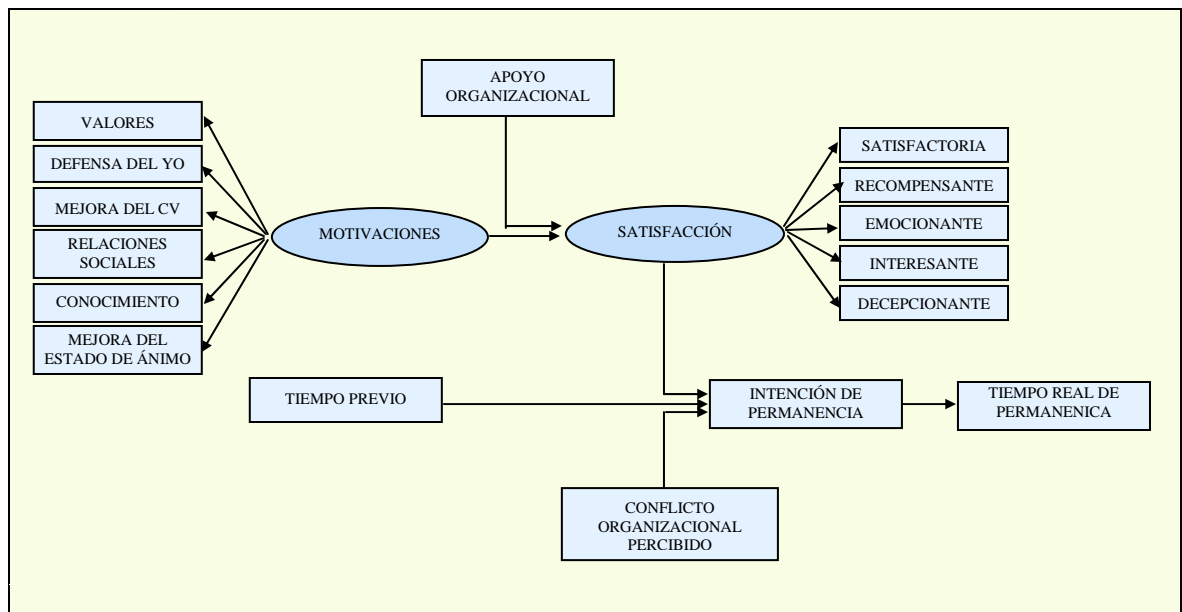 APOYO
ORGANIZACIONAL
VALORES
DEFENSA DEL YO
MEJORA DEL CV
RELACIONES
SOCIALES
CONOCIMIENTO
MEJORA DEL
ESTADO DE ÁNIMO
MOTIVACIONES
SATISFACCIÓN
SATISFACTORIA
RECOMPENSANTE
EMOCIONANTE
INTERESANTE
DECEPCIONANTE
TIEMPO PREVIO
INTENCIÓN DE
PERMANENCIA
TIEMPO REAL DE
PERMANENICA
CONFLICTO
ORGANIZACIONAL
PERCIBIDO